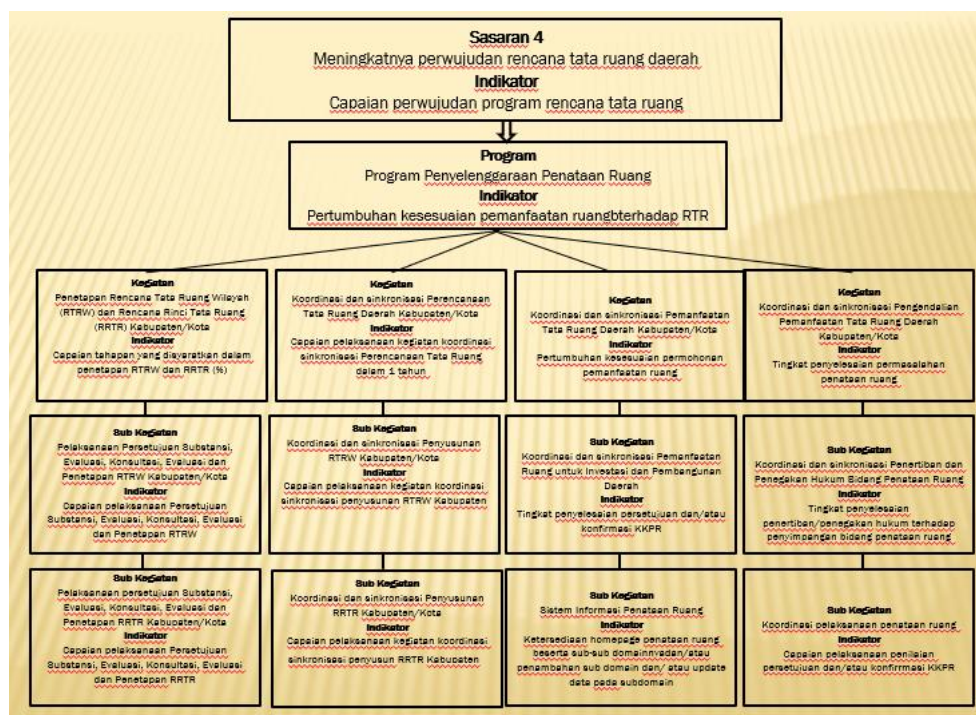 Sasaran 4
Meningkatnya perwujudan rencana tata ruang daerah
Indikator
Capaian perwujudan program rencana tata ruang
Program
Program Penyelenggaraan Penataan Ruang
Indikator
Pertumbuhan kesesuaian pemanfaatan ruangbterhadap RTR
Kegiatan
Penetapan Rencana Tata Ruang Wilayah
(RTRW) dan Rencana Rinci Tata Ruang
(RRTR) Kabupaten/Kota
Indikator
Capaian tahapan yang disyaratkan dalam
penetapan RTRW dan RRTR (%)
Kegiatan
Koordinasi dan sinkronisasi Perencanaan
Tata Ruang Daerah Kabupaten/Kota
Indikator
Capaian pelaksanaan kegiatan koordinasi
sinkronisasi Perencanaan Tata Ruang
dalam 1 tahun
Kegiatan
Koordinasi dan sinkronisasi Pemanfaatan
Tata Ruang Daerah Kabupaten/Kota
Indikator
Pertumbuhan kesesuaian permohonan
pemanfaatan ruang
Kegiatan
Koordinasi dan sinkronisasi Pengendalian
Pemanfaatan Tata Ruang Daerah
Kabupaten/Kota
Indikator
Tingkat penyelesaian permasalahan
penataan ruang
Sub Kegiatan
Pelaksanaan Persetujuan Substansi,
Evaluasi, Konsultasi, Evaluasi dan
Penetapan RTRW Kabupaten/Kota
Indikator
Capaian pelaksanaan Persetujuan
Substansi, Evaluasi, Konsultasi, Evaluasi
dan Penetapan RTRW
Sub Kegiatan
Koordinasi dan sinkronisasi Penyusunan
RTRW Kabupaten/Kota
Indikator
Capaian pelaksanaan kegiatan koordinasi
sinkronisasi penyusunan RTRW Kabupaten
Sub Kegiatan
Koordinasi dan sinkronisasi Pemanfaatan
Ruang untuk Investasi dan Pembangunan
Daerah
Indikator
Tingkat penyelesaian persetujuan dan/atau
konfirmasi KKPR
Sub Kegiatan
Koordinasi dan sinkronisasi Penertiban dan
Penegakan Hukum Bidang Penataan Ruang
Indikator
Tingkat penyelesaian
penertiban/penegakan hukum terhadap
penyimpangan bidang penataan ruang
Sub Kegiatan
Pelaksanaan persetujuan Substansi,
Evaluasi, Konsultasi, Evaluasi dan
Penetapan RRTR Kabupaten/Kota
Indikator
Capaian pelaksanaan Persetujuan
Substansi, Evaluasi, Konsultasi, Evaluasi
dan Penetapan RRTR
Sub Kegiatan
Koordinasi dan sinkronisasi Penyusunan
RRTR Kabupaten/Kota
Indikator
Capaian pelaksanaan kegiatan koordinasi
sinkronisasi penyusun RRTR Kabupaten
Sub Kegiatan
Sistem Informasi Penataan Ruang
Indikator
Ketersediaan homepage penataan ruang
beserta sub-sub domainnyadan/atau
penambahan sub domain dan/ atau update
data pada subdomain
Sub Kegiatan
Koordinasi pelaksanaan penataan ruang
Indikator
Capaian pelaksanaan penilaian
persetujuan dan/atau konfirrmasi KKPR